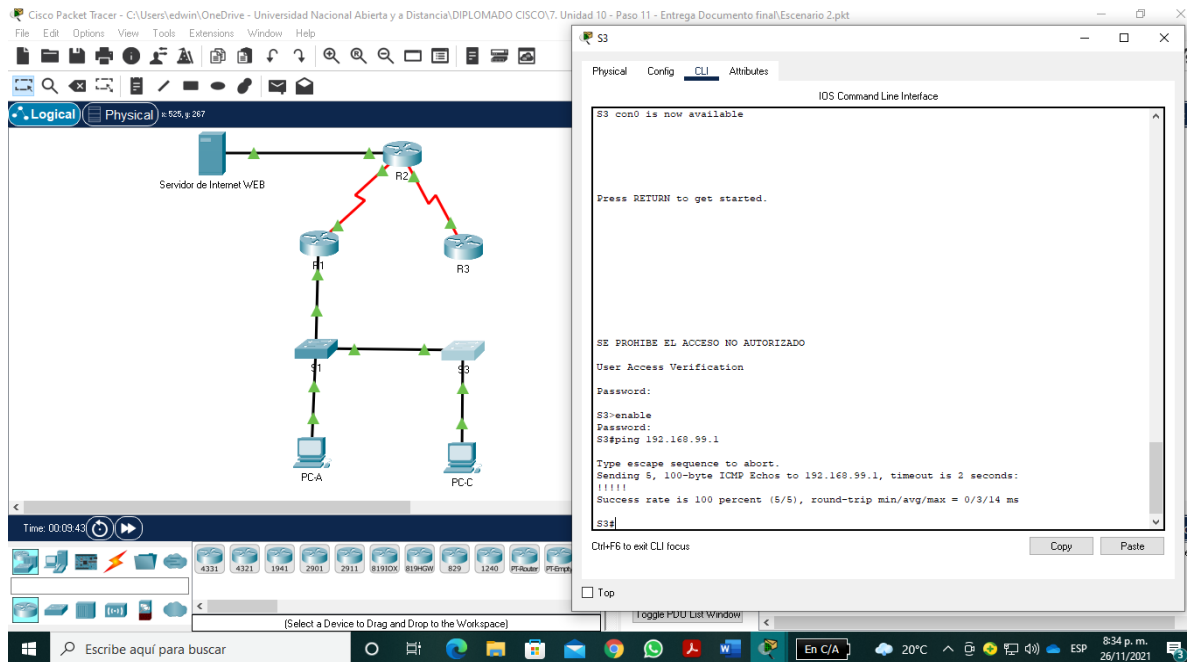 Cisco Packet Tracer - C:\Users\edwin\OneDrive - Universidad Nacional Abierta y a Distancia\DIPLOMADO CISCO\7. Unidad 10 - Paso 11 - Entrega Documento final\Escenario 2.pkt
File Edit Options View Tools Extensions Window Help
Logical Physical x: 525, y: 267
Servidor de Internet WEB
R2
R1
R3
S1
S3
PC-A
PC-C
Time: 00:09:43
4331 4321 1941 2901 2911 819IOX 819HGW 829 1240 PT-Router PT-Empty
(Select a Device to Drag and Drop to the Workspace)
S3
Physical Config CLI Attributes
IOS Command Line Interface
S3 con0 is now available
Press RETURN to get started.
SE PROHIBE EL ACCESO NO AUTORIZADO
User Access Verification
Password:
S3>enable
Password:
S3#ping 192.168.99.1
Type escape sequence to abort.
Sending 5, 100-byte ICMP Echos to 192.168.99.1, timeout is 2 seconds:
!!!!!
Success rate is 100 percent (5/5), round-trip min/avg/max = 0/3/14 ms
S3#
Ctrl+F6 to exit CLI focus
Copy Paste
Top
Toggle PDU List Window
Escribe aquí para buscar
En C/A
20°C
ESP
8:34 p. m.
26/11/2021
3